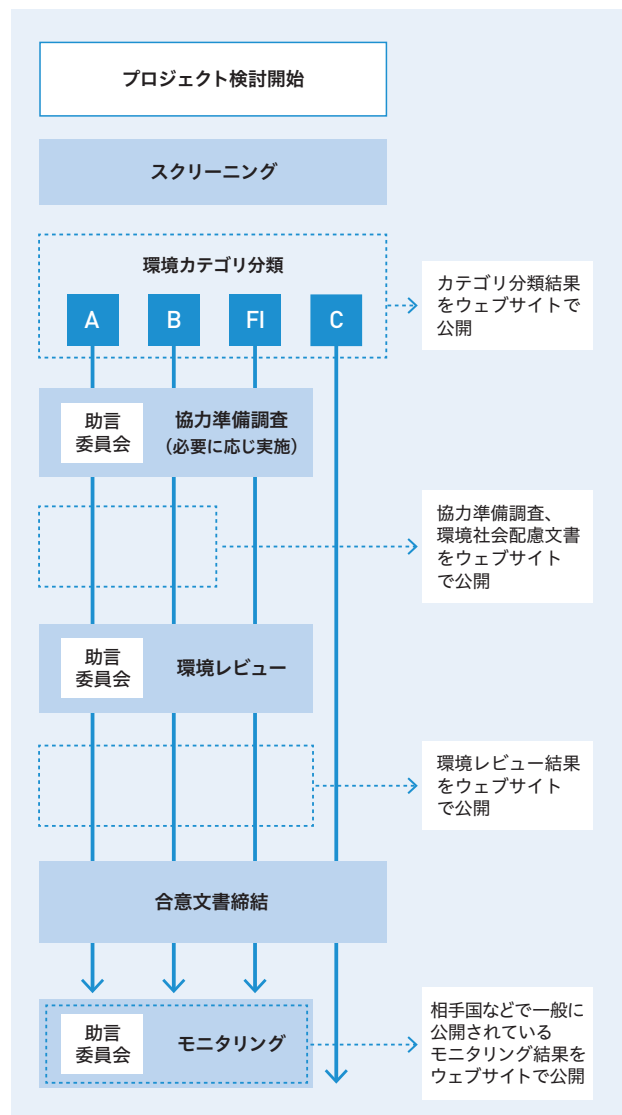 プロジェクト検討開始
スクリーニング
環境カテゴリ分類
A
B
FI
C
カテゴリ分類結果
をウェブサイトで
公開
助言
委員会
協力準備調査
（必要に応じ実施）
協力準備調査、
環境社会配慮文書
をウェブサイト
で公開
助言
委員会
環境レビュー
環境レビュー結果
をウェブサイト
で公開
合意文書締結
助言
委員会
モニタリング
相手国などで一般に
公開されている
モニタリング結果を
ウェブサイトで公開